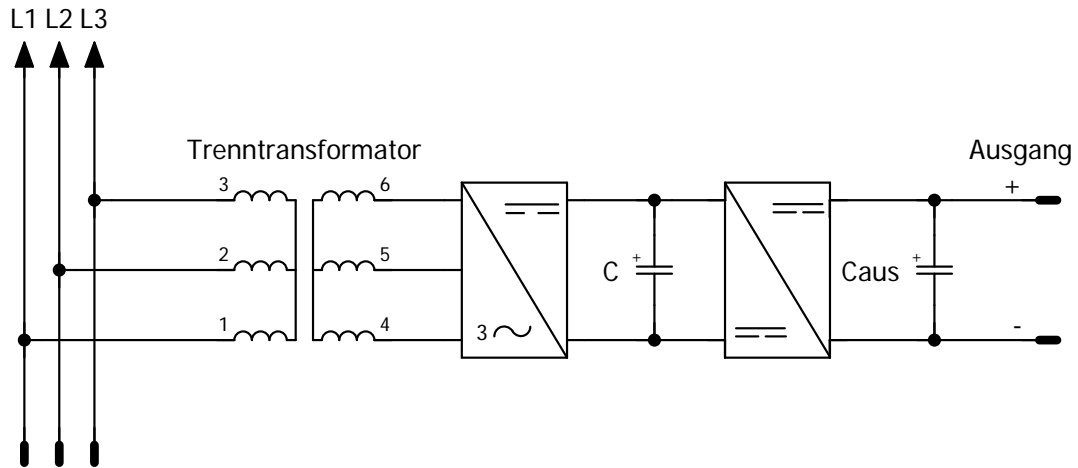 L1 L2 L3
Trenntransformator
Ausgang
3
6
+
2
5
C
+
Caus
+
1
4
3
-